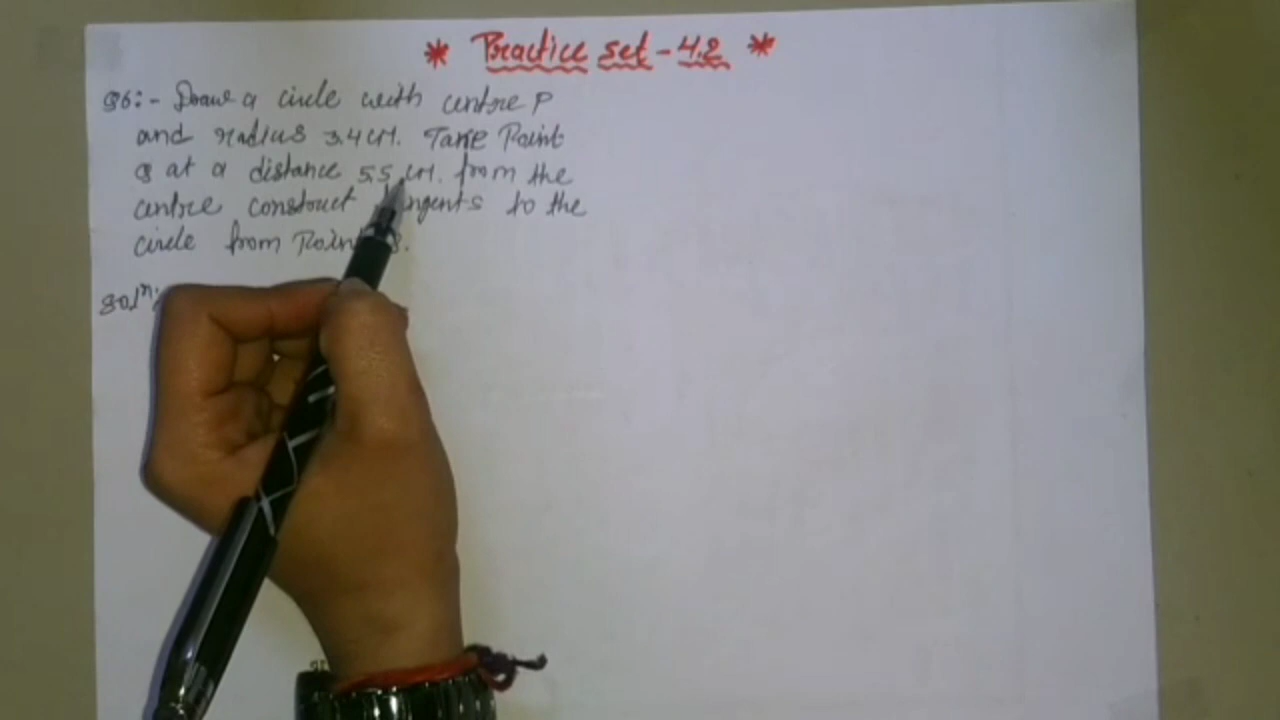 * Practice set - 4.2 *
Q6:- Draw a circle with centre P
and radius 3.4 cm. Take Point
Q at a distance 5.5 cm. from the
centre construct tangents to the
circle from Point Q.
Solⁿ: